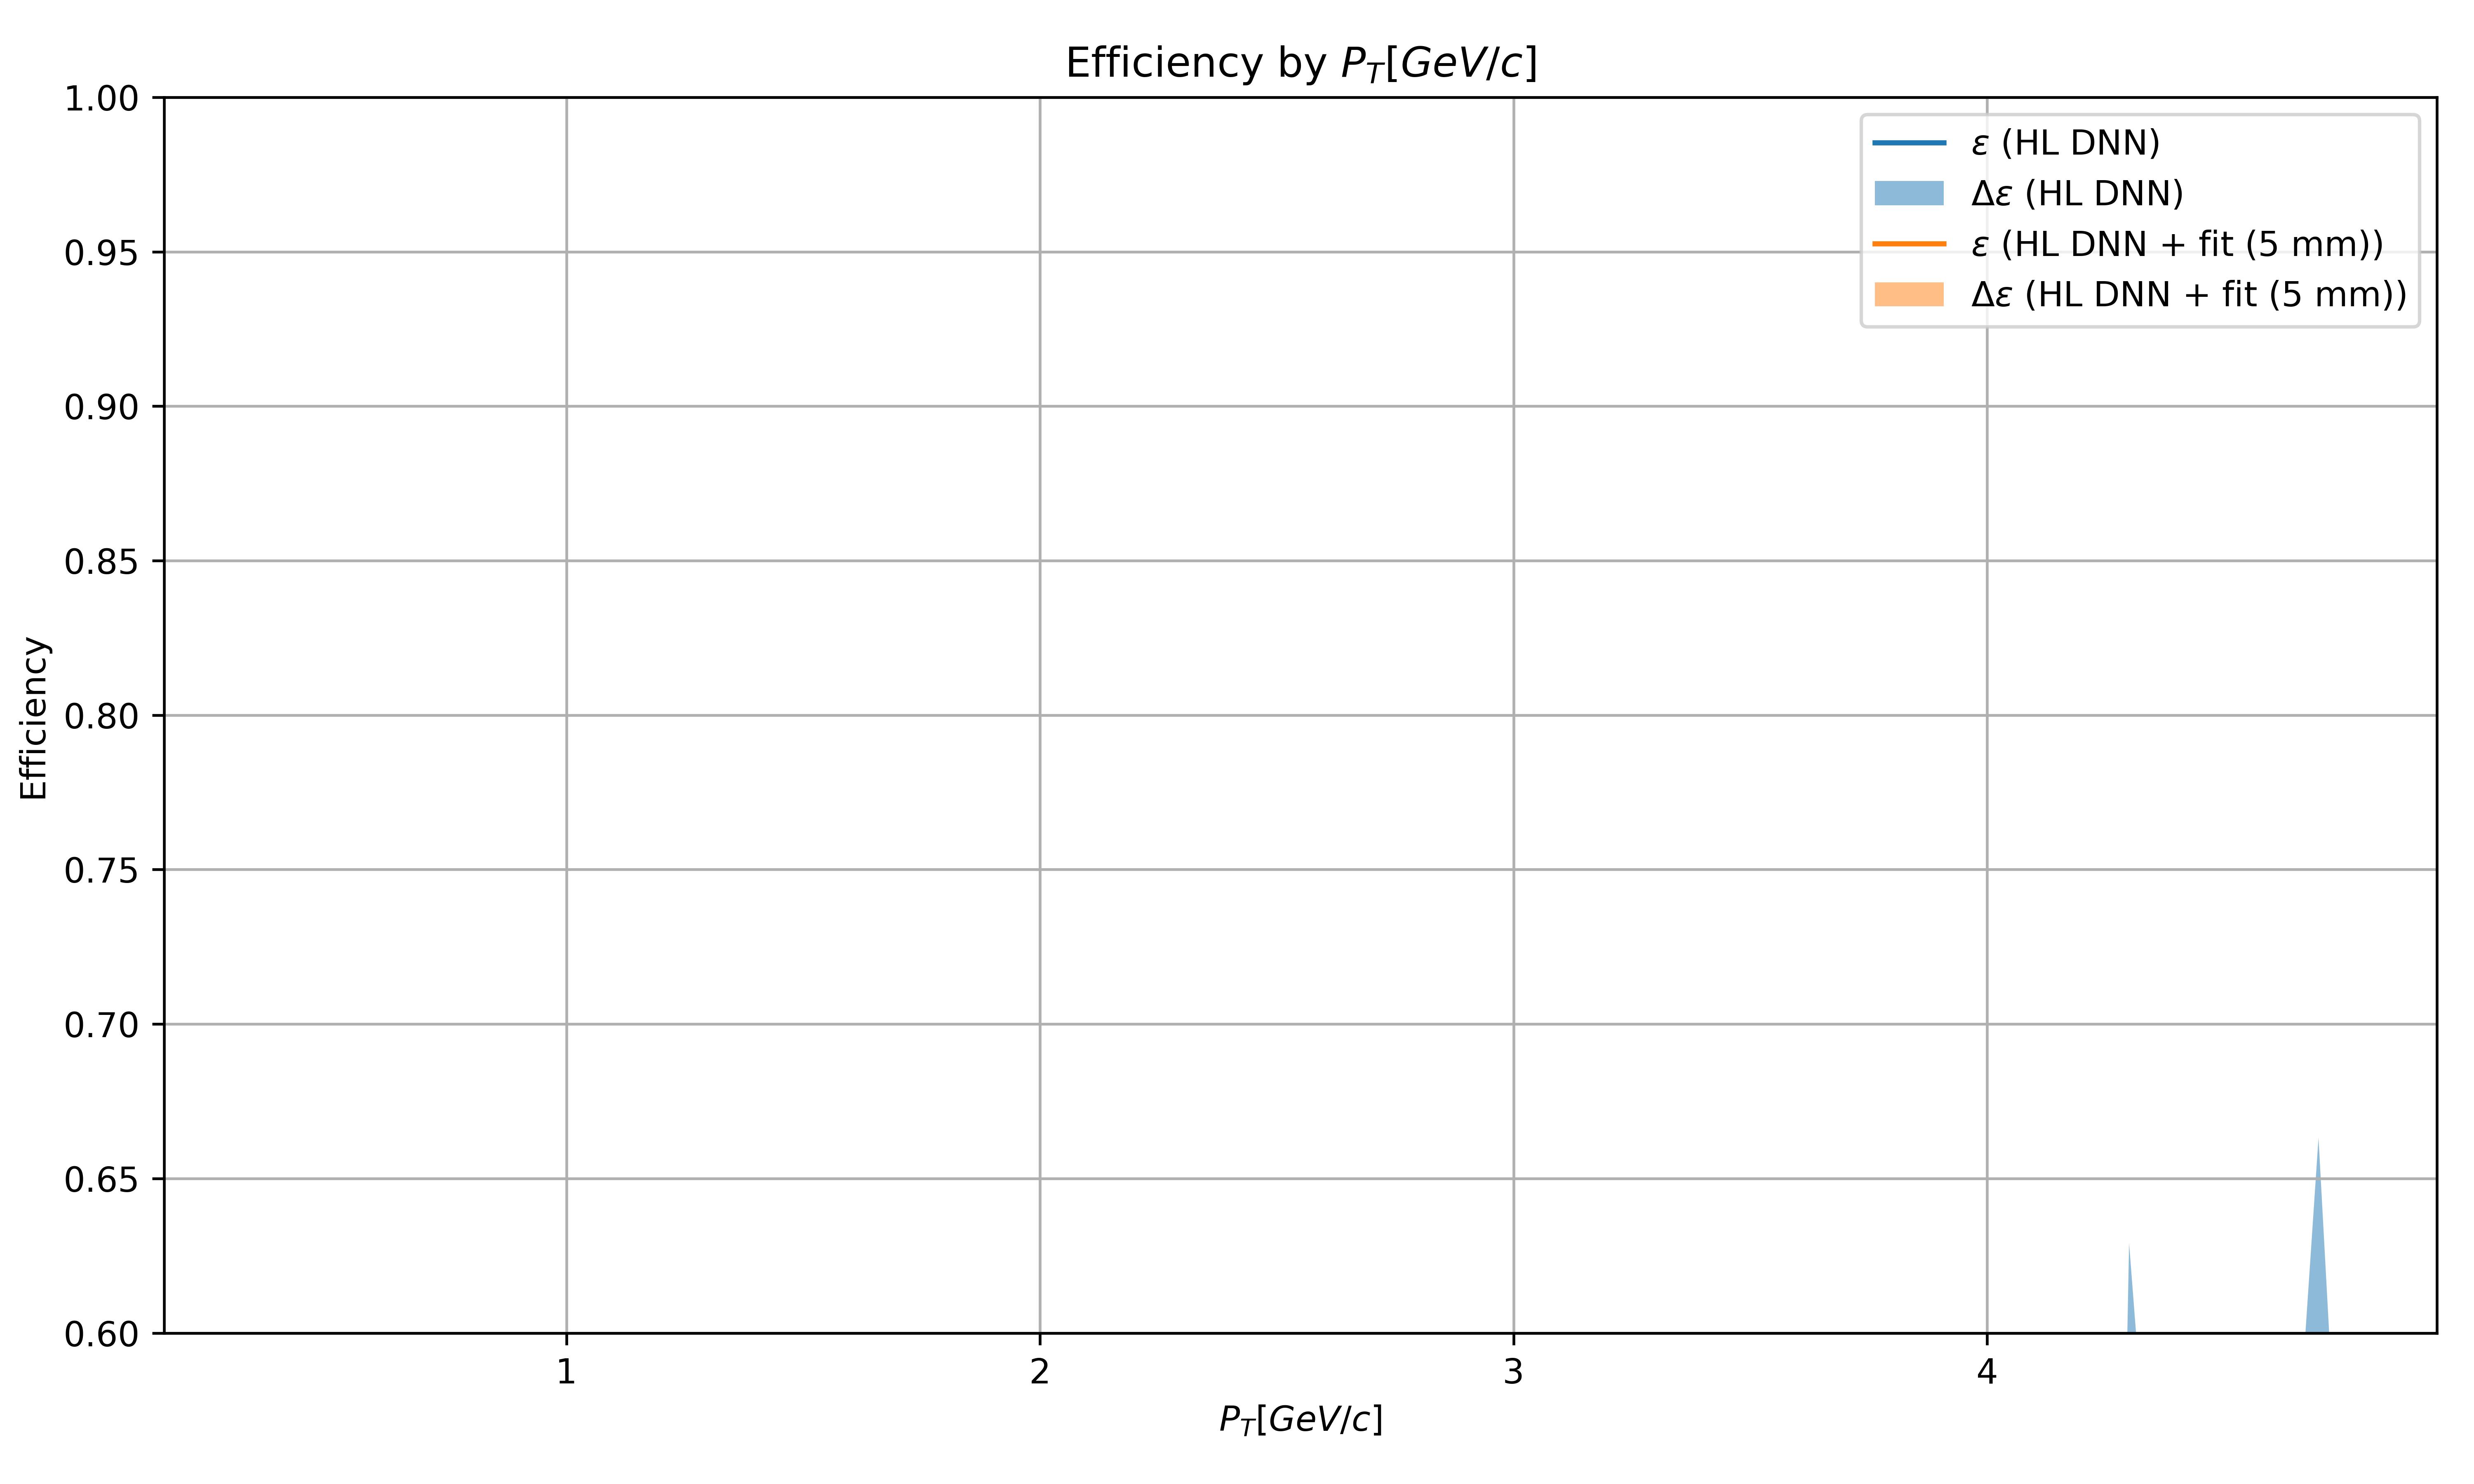 Efficiency by P_T[GeV/c]
1.00
0.95
0.90
0.85
0.80
0.75
0.70
0.65
0.60
Efficiency
ε (HL DNN)
Δε (HL DNN)
ε (HL DNN + fit (5 mm))
Δε (HL DNN + fit (5 mm))
1 2 3 4
P_T[GeV/c]